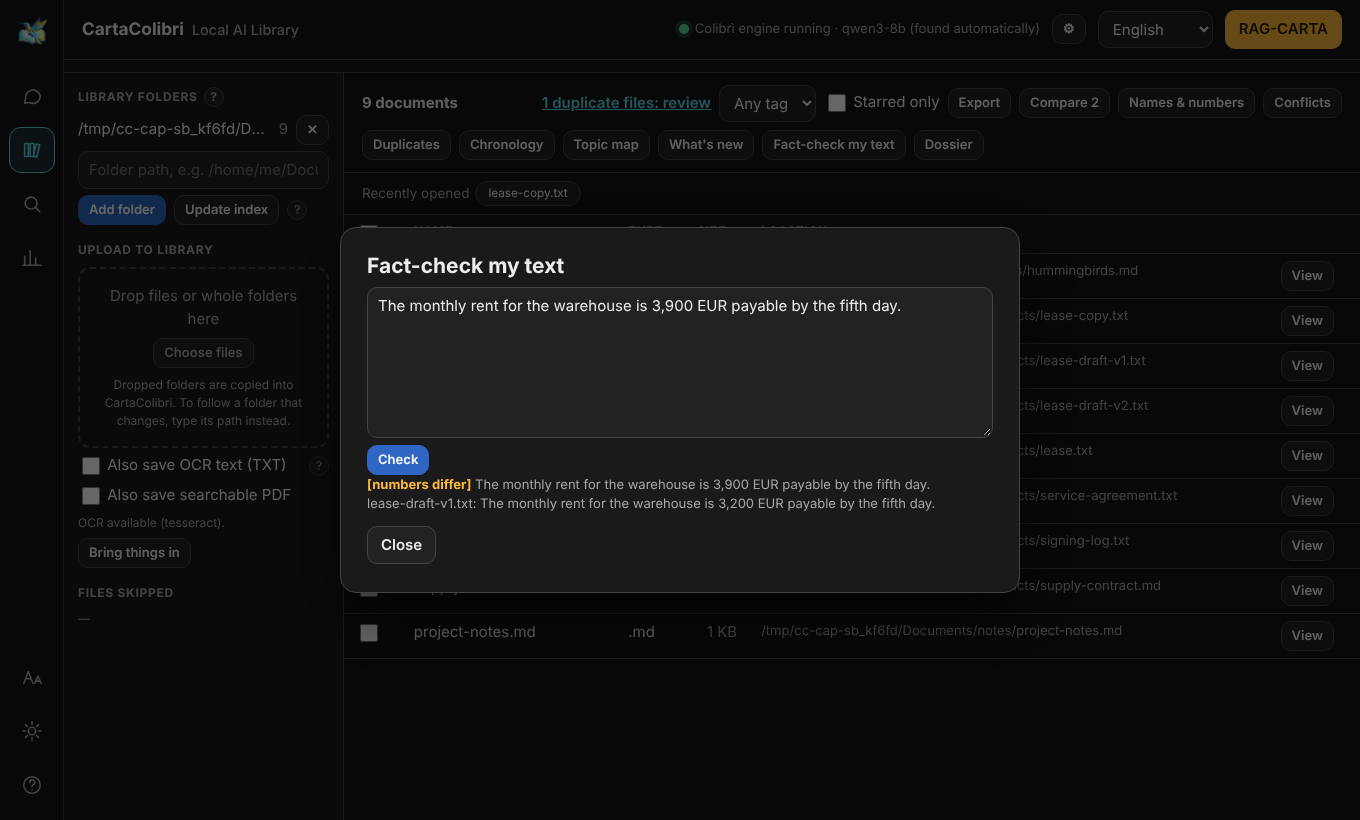 CartaColibri Local AI Library
Colibrì engine running · qwen3-8b (found automatically)
English
RAG-CARTA
LIBRARY FOLDERS ?
/tmp/cc-cap-sb_kf6fd/D... 9 ×
Folder path, e.g. /home/me/Docu
Add folder
Update index
?
UPLOAD TO LIBRARY
Drop files or whole folders
here
Choose files
Dropped folders are copied into
CartaColibri. To follow a folder that
changes, type its path instead.
Also save OCR text (TXT) ?
Also save searchable PDF
OCR available (tesseract).
Bring things in
FILES SKIPPED
—
9 documents
1 duplicate files: review
Any tag
Starred only
Export
Compare 2
Names & numbers
Conflicts
Duplicates
Chronology
Topic map
What's new
Fact-check my text
Dossier
Recently opened lease-copy.txt
Fact-check my text
The monthly rent for the warehouse is 3,900 EUR payable by the fifth day.
Check
[numbers differ] The monthly rent for the warehouse is 3,900 EUR payable by the fifth day.
lease-draft-v1.txt: The monthly rent for the warehouse is 3,200 EUR payable by the fifth day.
Close
s/hummingbirds.md View
cts/lease-copy.txt View
cts/lease-draft-v1.txt View
cts/lease-draft-v2.txt View
cts/lease.txt View
cts/service-agreement.txt View
cts/signing-log.txt View
cts/supply-contract.md View
project-notes.md .md 1 KB /tmp/cc-cap-sb_kf6fd/Documents/notes/project-notes.md View
AA
?